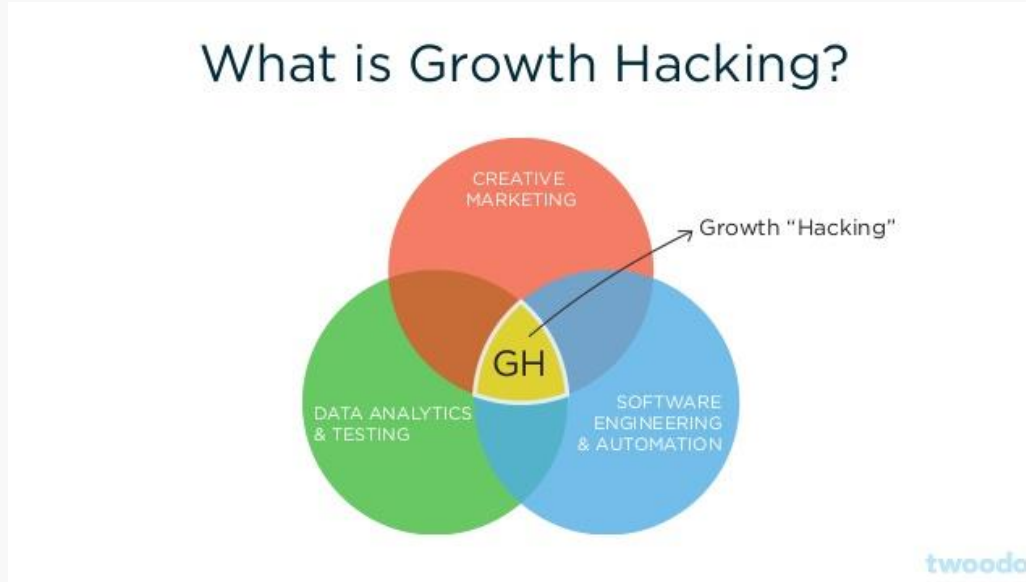 What is Growth Hacking?
CREATIVE
MARKETING
Growth “Hacking”
GH
DATA ANALYTICS
& TESTING
SOFTWARE
ENGINEERING
& AUTOMATION
twoodo